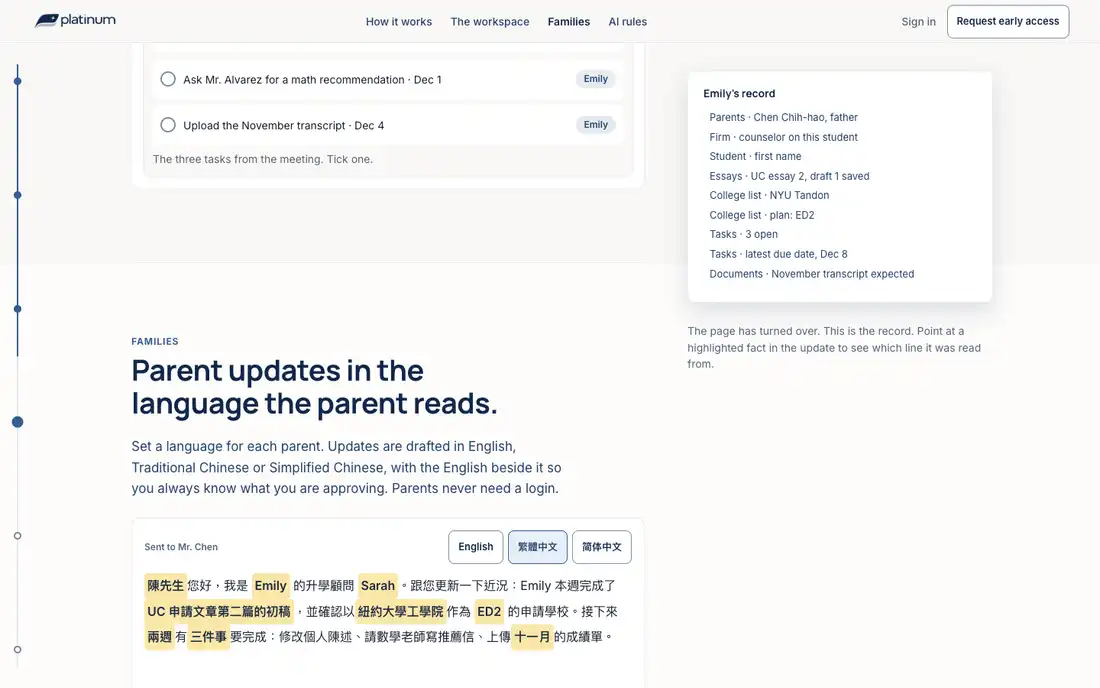 platinum
How it works
The workspace
Families
AI rules
Sign in
Request early access
Ask Mr. Alvarez for a math recommendation · Dec 1
Emily
Upload the November transcript · Dec 4
Emily
The three tasks from the meeting. Tick one.
Emily's record
Parents · Chen Chih-hao, father
Firm · counselor on this student
Student · first name
Essays · UC essay 2, draft 1 saved
College list · NYU Tandon
College list · plan: ED2
Tasks · 3 open
Tasks · latest due date, Dec 8
Documents · November transcript expected
The page has turned over. This is the record. Point at a
highlighted fact in the update to see which line it was read
from.
FAMILIES
Parent updates in the
language the parent reads.
Set a language for each parent. Updates are drafted in English,
Traditional Chinese or Simplified Chinese, with the English beside it so
you always know what you are approving. Parents never need a login.
Sent to Mr. Chen
English
繁體中文
简体中文
陳先生您好，我是 Emily 的升學顧問 Sarah。跟您更新一下近況：Emily 本週完成了
UC 申請文章第二篇的初稿，並確認以紐約大學工學院作為 ED2 的申請學校。接下來
兩週有三件事要完成：修改個人陳述、請數學老師寫推薦信、上傳十一月的成績單。